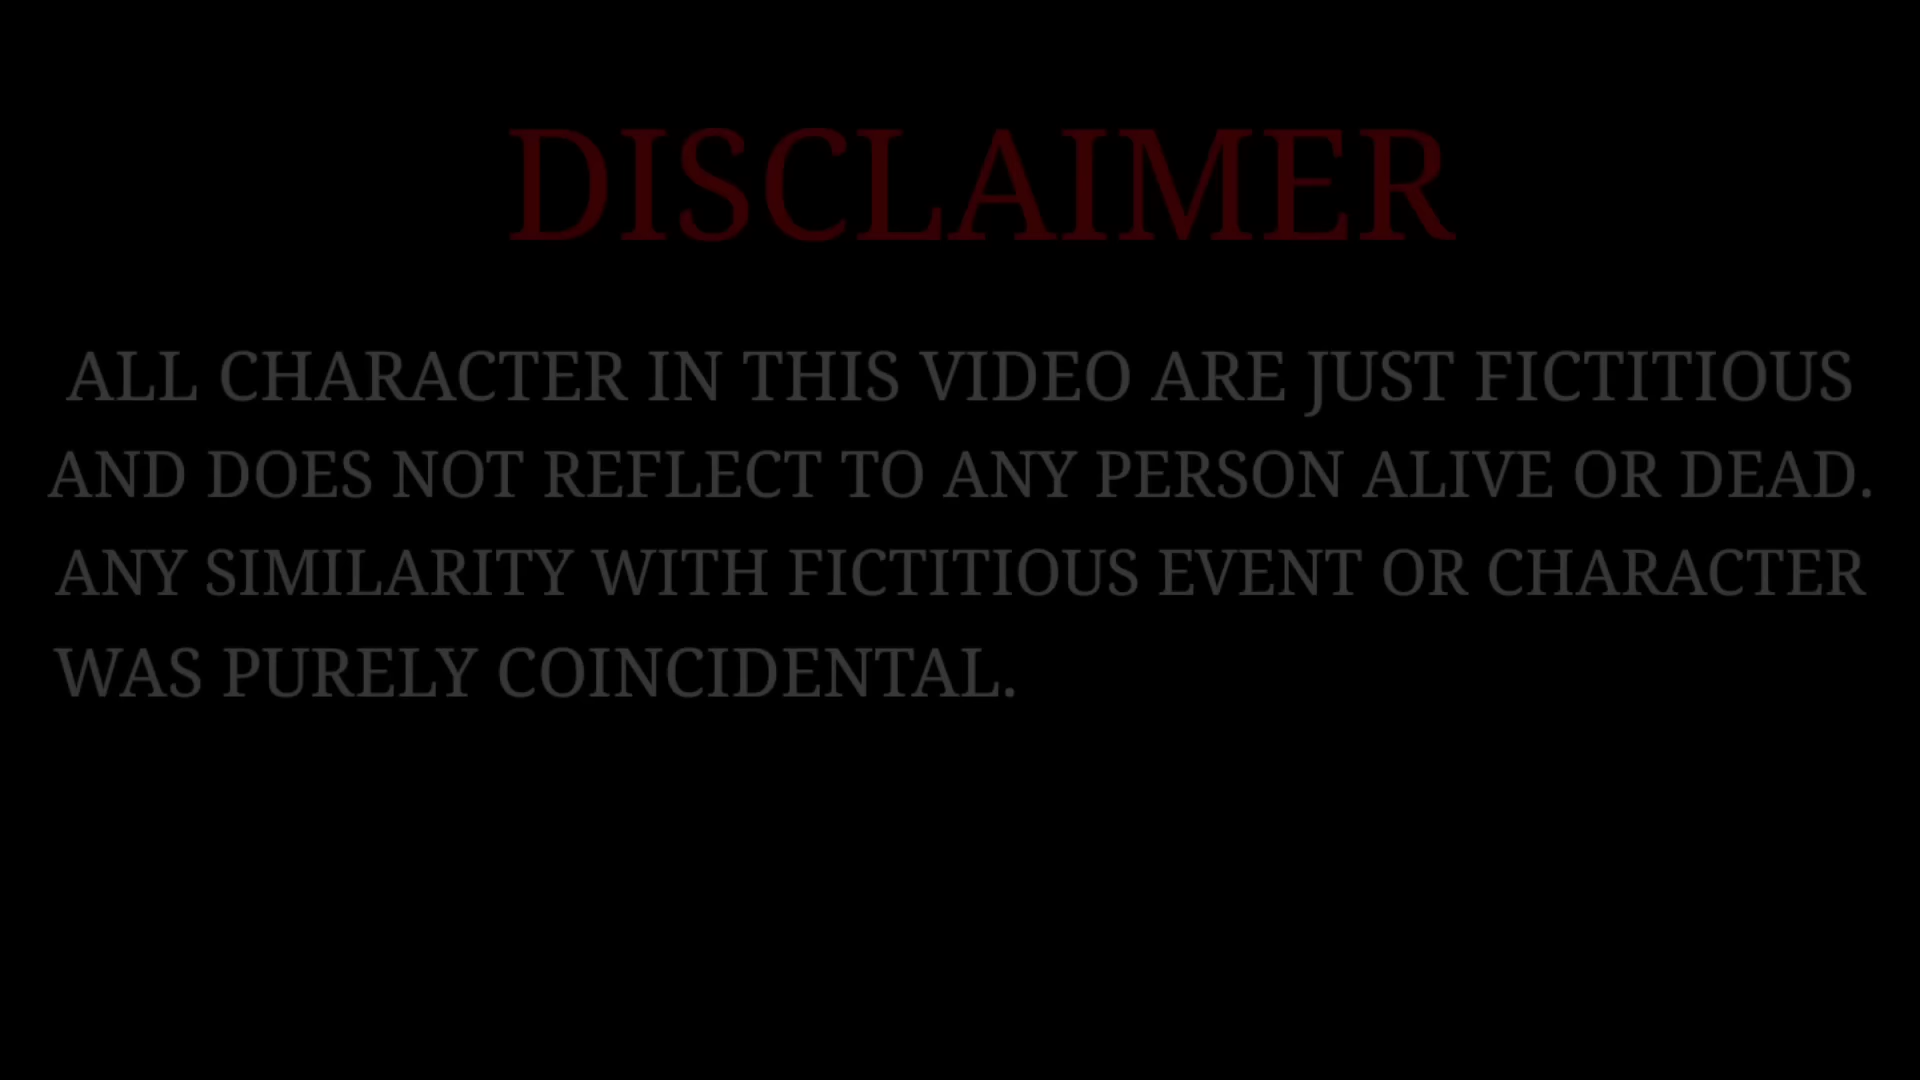 DISCLAIMER
ALL CHARACTER IN THIS VIDEO ARE JUST FICTITIOUS
AND DOES NOT REFLECT TO ANY PERSON ALIVE OR DEAD.
ANY SIMILARITY WITH FICTITIOUS EVENT OR CHARACTER
WAS PURELY COINCIDENTAL.